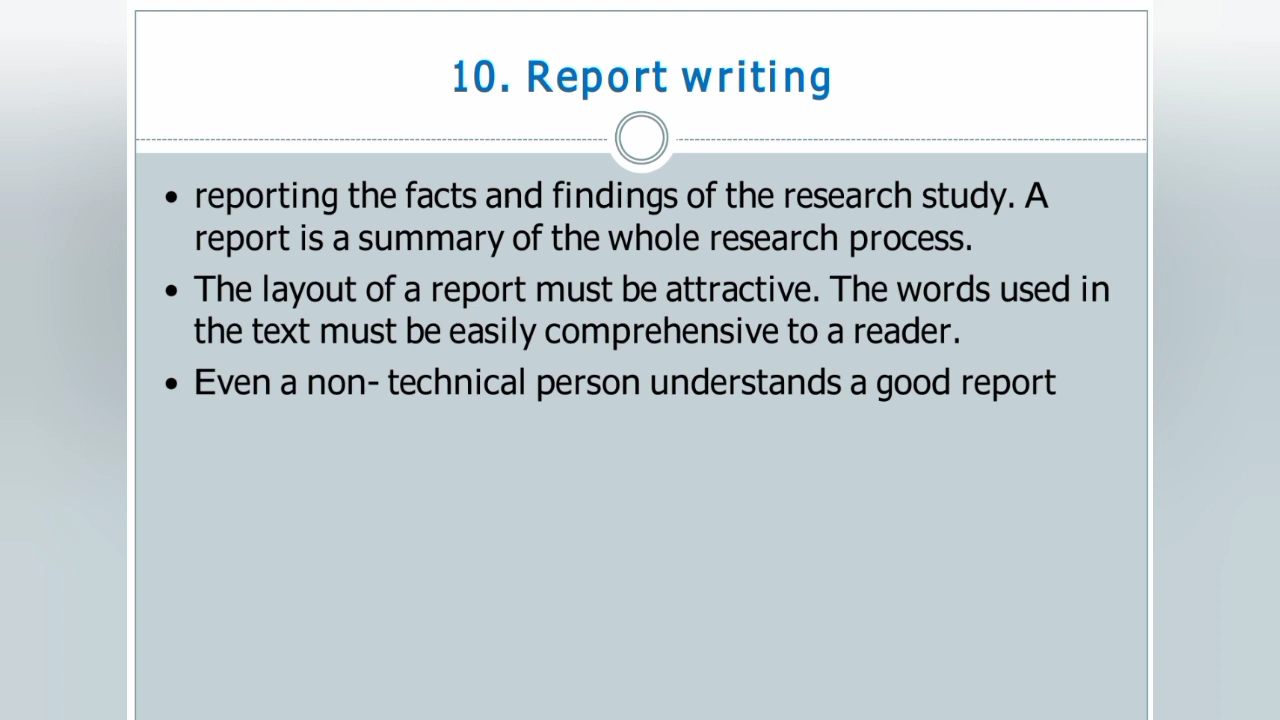 10. Report writing
• reporting the facts and findings of the research study. A
report is a summary of the whole research process.
• The layout of a report must be attractive. The words used in
the text must be easily comprehensive to a reader.
• Even a non- technical person understands a good report